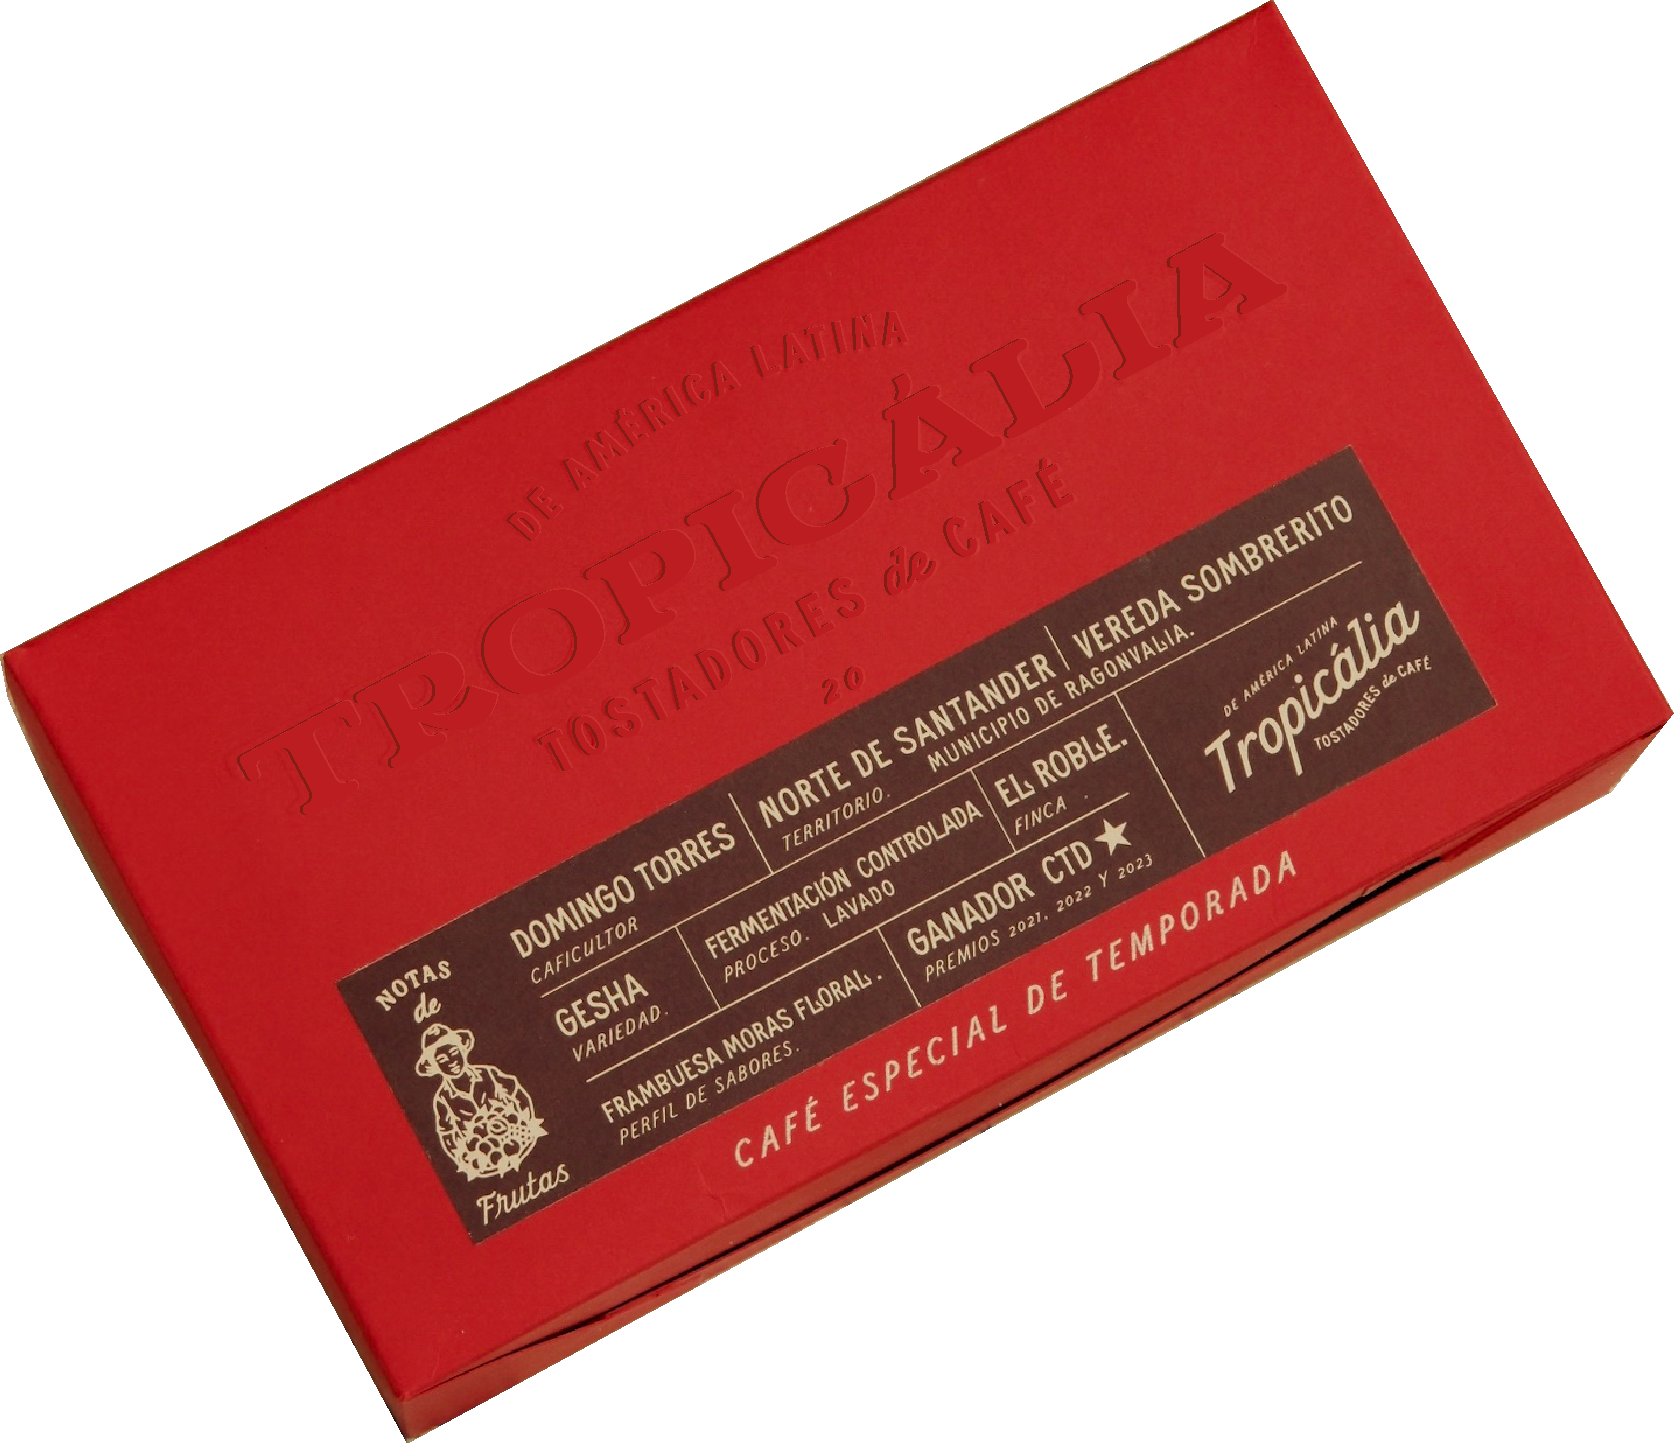 DE AMÉRICA LATINA
TROPICÁLIA
TOSTADORES de CAFÉ
20
NOTAS
de
Frutas
DOMINGO TORRES
CAFICULTOR
NORTE DE SANTANDER
TERRITORIO.
VEREDA SOMBRERITO
MUNICIPIO DE RAGONVALIA.
GESHA
VARIEDAD.
FERMENTACIÓN CONTROLADA
PROCESO. LAVADO
EL ROBLE.
FINCA
FRAMBUESA MORAS FLORAL.
PERFIL DE SABORES.
GANADOR CTD ★
PREMIOS 2021, 2022 Y 2023
DE AMÉRICA LATINA
Tropicália
TOSTADORES de CAFÉ
CAFÉ ESPECIAL DE TEMPORADA